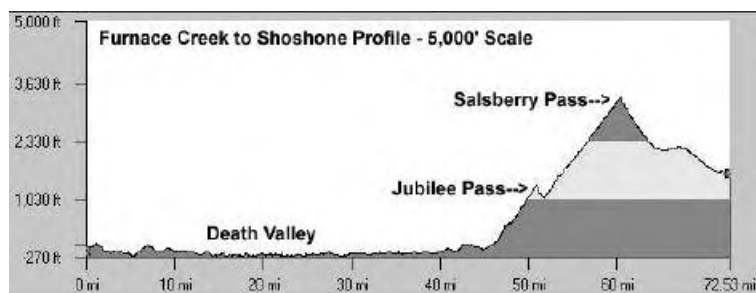 5,000 ft
Furnace Creek to Shoshone Profile - 5,000' Scale
3,630 ft
Salsberry Pass-->
2,330 ft
Jubilee Pass-->
1,030 ft
Death Valley
-270 ft
0 mi 10 mi 20 mi 30 mi 40 mi 50 mi 60 mi 72.53 mi